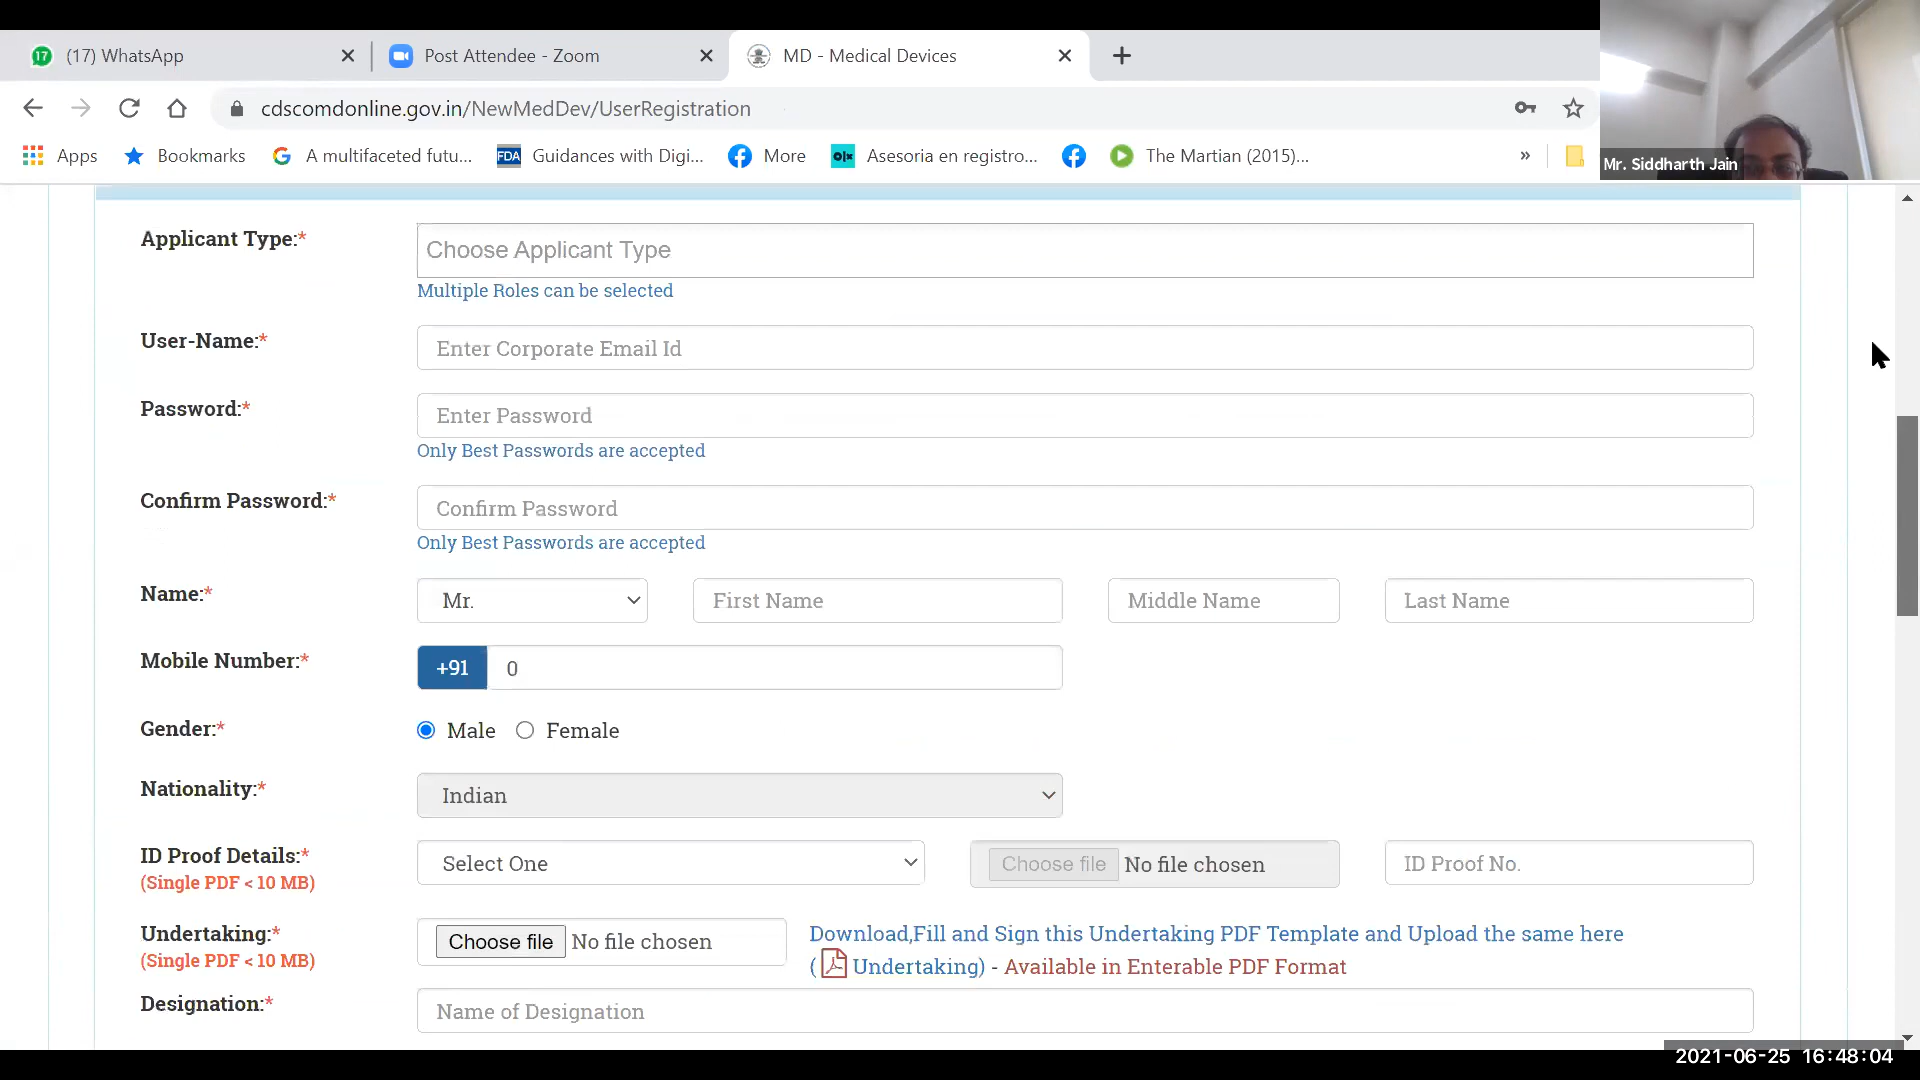 17 (17) WhatsApp
Post Attendee - Zoom
MD - Medical Devices
cdscomdonline.gov.in/NewMedDev/UserRegistration
Apps
Bookmarks
A multifaceted futu...
FDA Guidances with Digi...
More
olx Asesoria en registro...
The Martian (2015)...
»
Mr. Siddharth Jain
Applicant Type:* Choose Applicant Type
Multiple Roles can be selected
User-Name:* Enter Corporate Email Id
Password:* Enter Password
Only Best Passwords are accepted
Confirm Password:* Confirm Password
Only Best Passwords are accepted
Name:* Mr. First Name Middle Name Last Name
Mobile Number:* +91 0
Gender:* Male Female
Nationality:* Indian
ID Proof Details:* Select One Choose file No file chosen ID Proof No.
(Single PDF < 10 MB)
Undertaking:* Choose file No file chosen Download,Fill and Sign this Undertaking PDF Template and Upload the same here
(Single PDF < 10 MB) ( Undertaking) - Available in Enterable PDF Format
Designation:* Name of Designation
2021-06-25 16:48:04